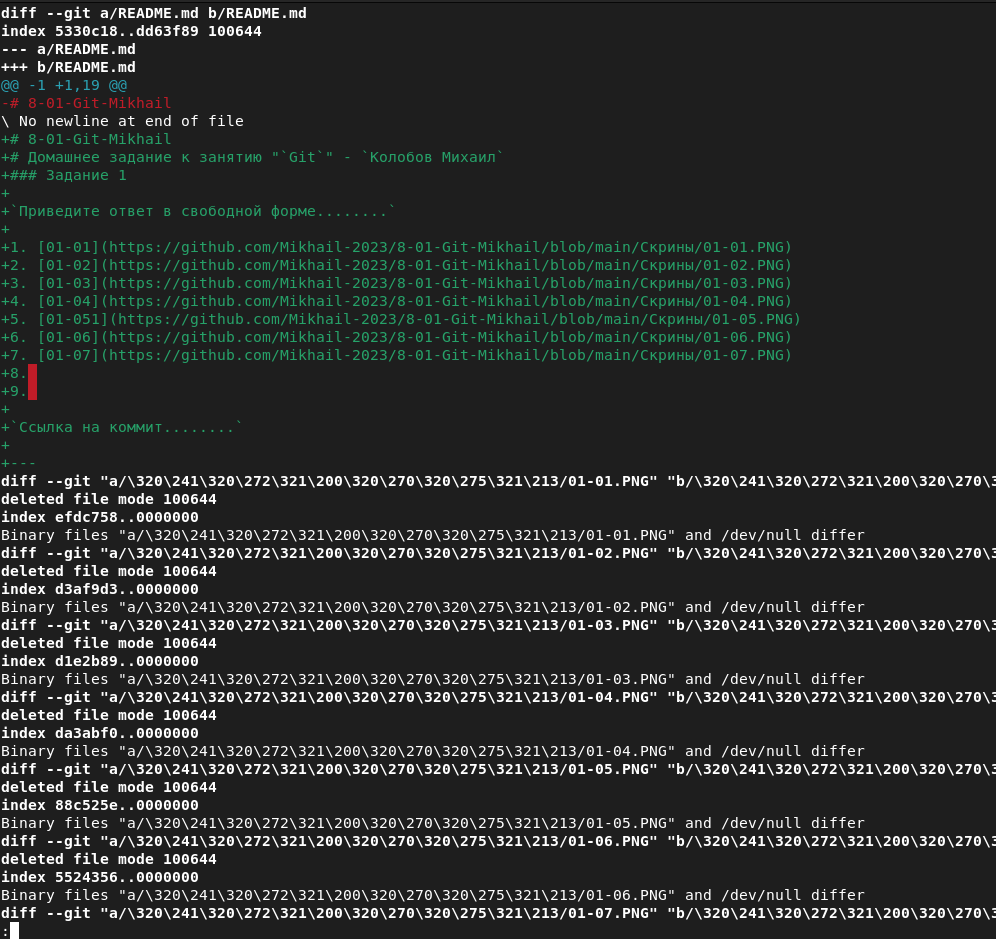 diff --git a/README.md b/README.md
index 5330c18..dd63f89 100644
--- a/README.md
+++ b/README.md
@@ -1 +1,19 @@
-# 8-01-Git-Mikhail
\ No newline at end of file
+# 8-01-Git-Mikhail
+# Домашнее задание к занятию "`Git`" - `Колобов Михаил`
+### Задание 1
+
+`Приведите ответ в свободной форме........`
+
+1. [01-01](https://github.com/Mikhail-2023/8-01-Git-Mikhail/blob/main/Скрины/01-01.PNG)
+2. [01-02](https://github.com/Mikhail-2023/8-01-Git-Mikhail/blob/main/Скрины/01-02.PNG)
+3. [01-03](https://github.com/Mikhail-2023/8-01-Git-Mikhail/blob/main/Скрины/01-03.PNG)
+4. [01-04](https://github.com/Mikhail-2023/8-01-Git-Mikhail/blob/main/Скрины/01-04.PNG)
+5. [01-051](https://github.com/Mikhail-2023/8-01-Git-Mikhail/blob/main/Скрины/01-05.PNG)
+6. [01-06](https://github.com/Mikhail-2023/8-01-Git-Mikhail/blob/main/Скрины/01-06.PNG)
+7. [01-07](https://github.com/Mikhail-2023/8-01-Git-Mikhail/blob/main/Скрины/01-07.PNG)
+8.
+9.
+
+`Ссылка на коммит........`
+
+---
diff --git "a/\320\241\320\272\321\200\320\270\320\275\321\213/01-01.PNG" "b/\320\241\320\272\321\200\320\270\3
deleted file mode 100644
index efdc758..0000000
Binary files "a/\320\241\320\272\321\200\320\270\320\275\321\213/01-01.PNG" and /dev/null differ
diff --git "a/\320\241\320\272\321\200\320\270\320\275\321\213/01-02.PNG" "b/\320\241\320\272\321\200\320\270\3
deleted file mode 100644
index d3af9d3..0000000
Binary files "a/\320\241\320\272\321\200\320\270\320\275\321\213/01-02.PNG" and /dev/null differ
diff --git "a/\320\241\320\272\321\200\320\270\320\275\321\213/01-03.PNG" "b/\320\241\320\272\321\200\320\270\3
deleted file mode 100644
index d1e2b89..0000000
Binary files "a/\320\241\320\272\321\200\320\270\320\275\321\213/01-03.PNG" and /dev/null differ
diff --git "a/\320\241\320\272\321\200\320\270\320\275\321\213/01-04.PNG" "b/\320\241\320\272\321\200\320\270\3
deleted file mode 100644
index da3abf0..0000000
Binary files "a/\320\241\320\272\321\200\320\270\320\275\321\213/01-04.PNG" and /dev/null differ
diff --git "a/\320\241\320\272\321\200\320\270\320\275\321\213/01-05.PNG" "b/\320\241\320\272\321\200\320\270\3
deleted file mode 100644
index 88c525e..0000000
Binary files "a/\320\241\320\272\321\200\320\270\320\275\321\213/01-05.PNG" and /dev/null differ
diff --git "a/\320\241\320\272\321\200\320\270\320\275\321\213/01-06.PNG" "b/\320\241\320\272\321\200\320\270\3
deleted file mode 100644
index 5524356..0000000
Binary files "a/\320\241\320\272\321\200\320\270\320\275\321\213/01-06.PNG" and /dev/null differ
diff --git "a/\320\241\320\272\321\200\320\270\320\275\321\213/01-07.PNG" "b/\320\241\320\272\321\200\320\270\3
: